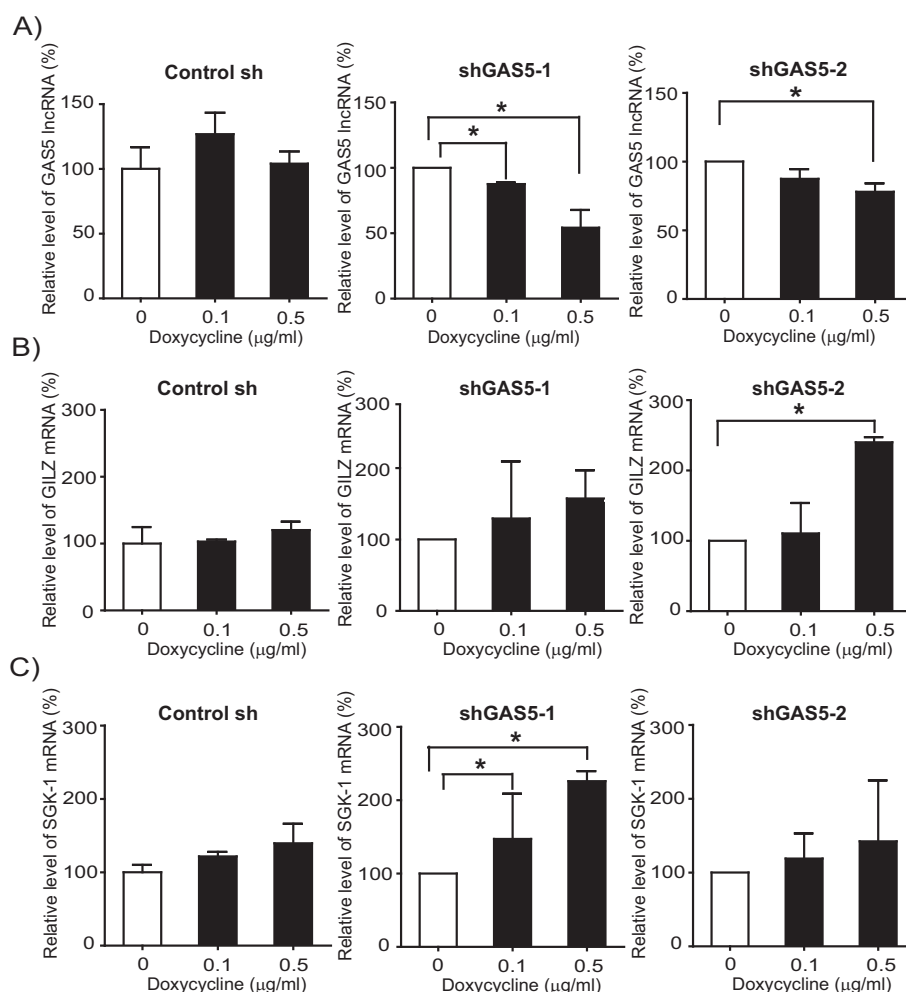 A)
Control sh
shGAS5-1
shGAS5-2
Relative level of GAS5 lncRNA (%)
150
100
50
0
*
0 0.1 0.5
Doxycycline (μg/ml)
Relative level of GAS5 lncRNA (%)
150
100
50
0
*
*
0 0.1 0.5
Doxycycline (μg/ml)
Relative level of GAS5 lncRNA (%)
150
100
50
0
0 0.1 0.5
Doxycycline (μg/ml)
B)
Control sh
shGAS5-1
shGAS5-2
Relative level of GILZ mRNA (%)
300
200
100
0
0 0.1 0.5
Doxycycline (μg/ml)
Relative level of GILZ mRNA (%)
300
200
100
0
0 0.1 0.5
Doxycycline (μg/ml)
Relative level of GILZ mRNA (%)
300
200
100
0
*
0 0.1 0.5
Doxycycline (μg/ml)
C)
Control sh
shGAS5-1
shGAS5-2
Relative level of SGK-1 mRNA (%)
300
200
100
0
0 0.1 0.5
Doxycycline (μg/ml)
Relative level of SGK-1 mRNA (%)
300
200
100
0
*
*
0 0.1 0.5
Doxycycline (μg/ml)
Relative level of SGK-1 mRNA (%)
300
200
100
0
0 0.1 0.5
Doxycycline (μg/ml)